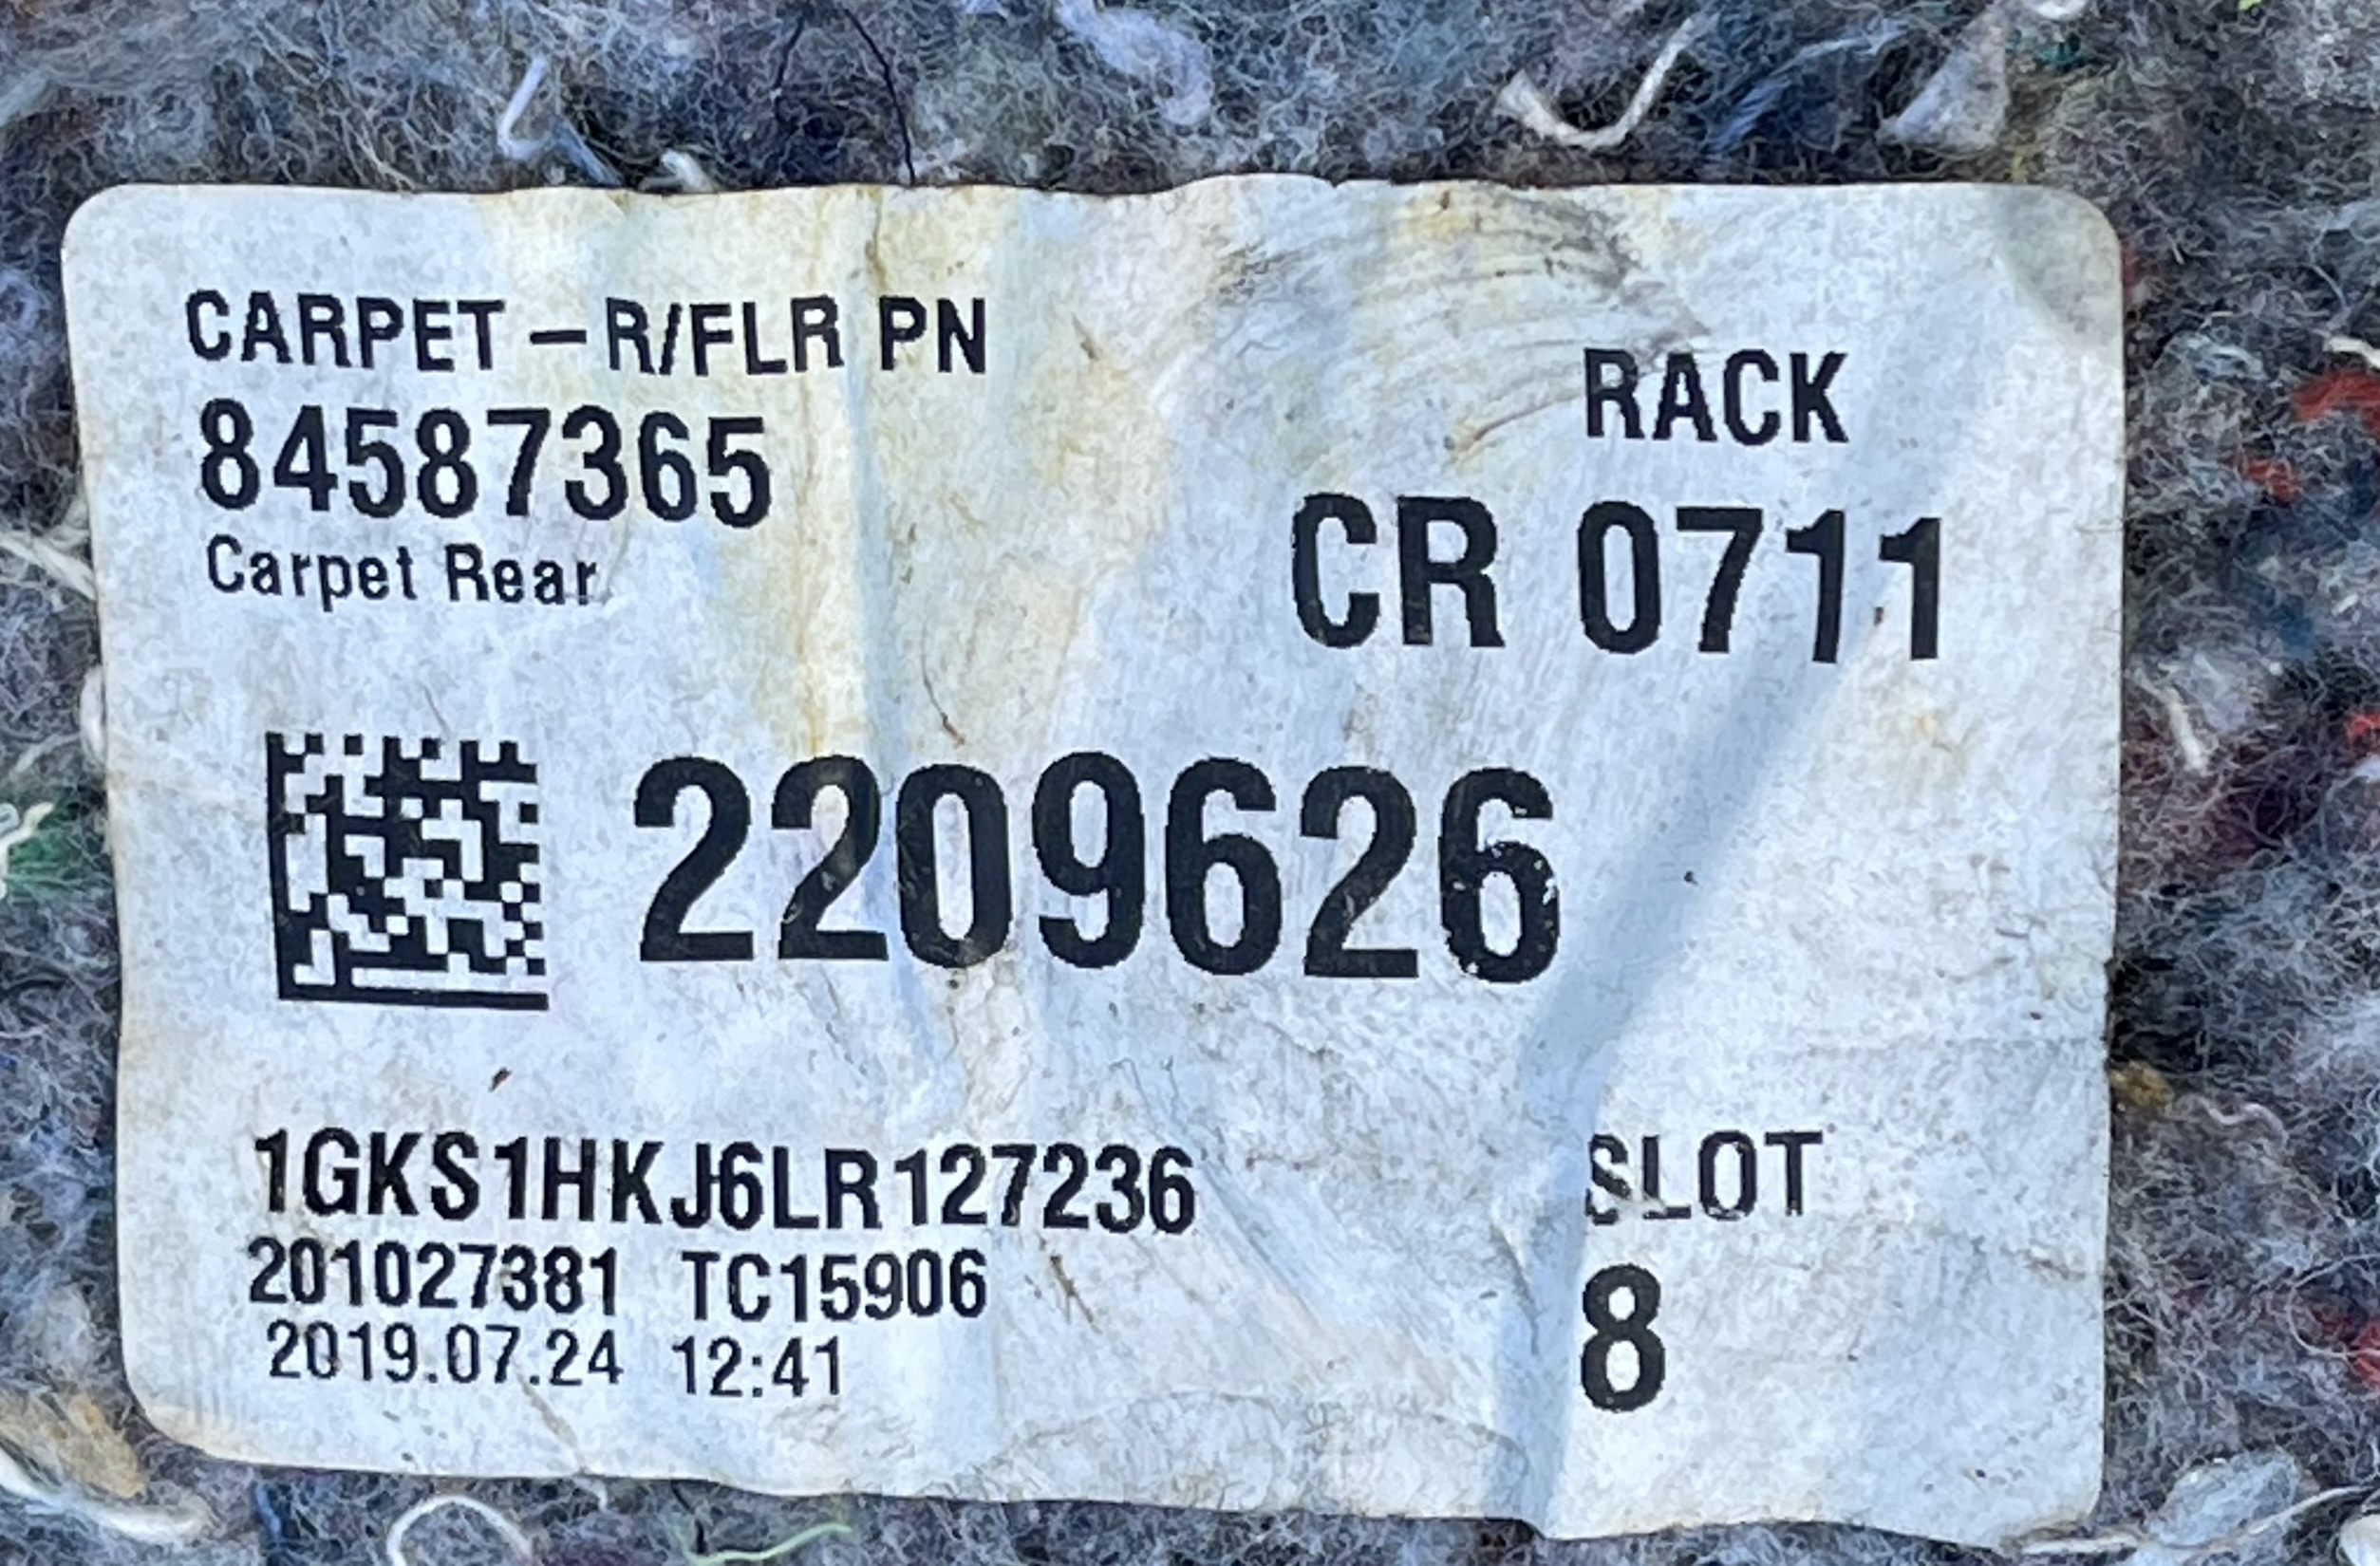 CARPET – R/FLR PN
84587365
Carpet Rear
RACK
CR 0711
2209626
1GKS1HKJ6LR127236
201027381 TC15906
2019.07.24 12:41
SLOT
8